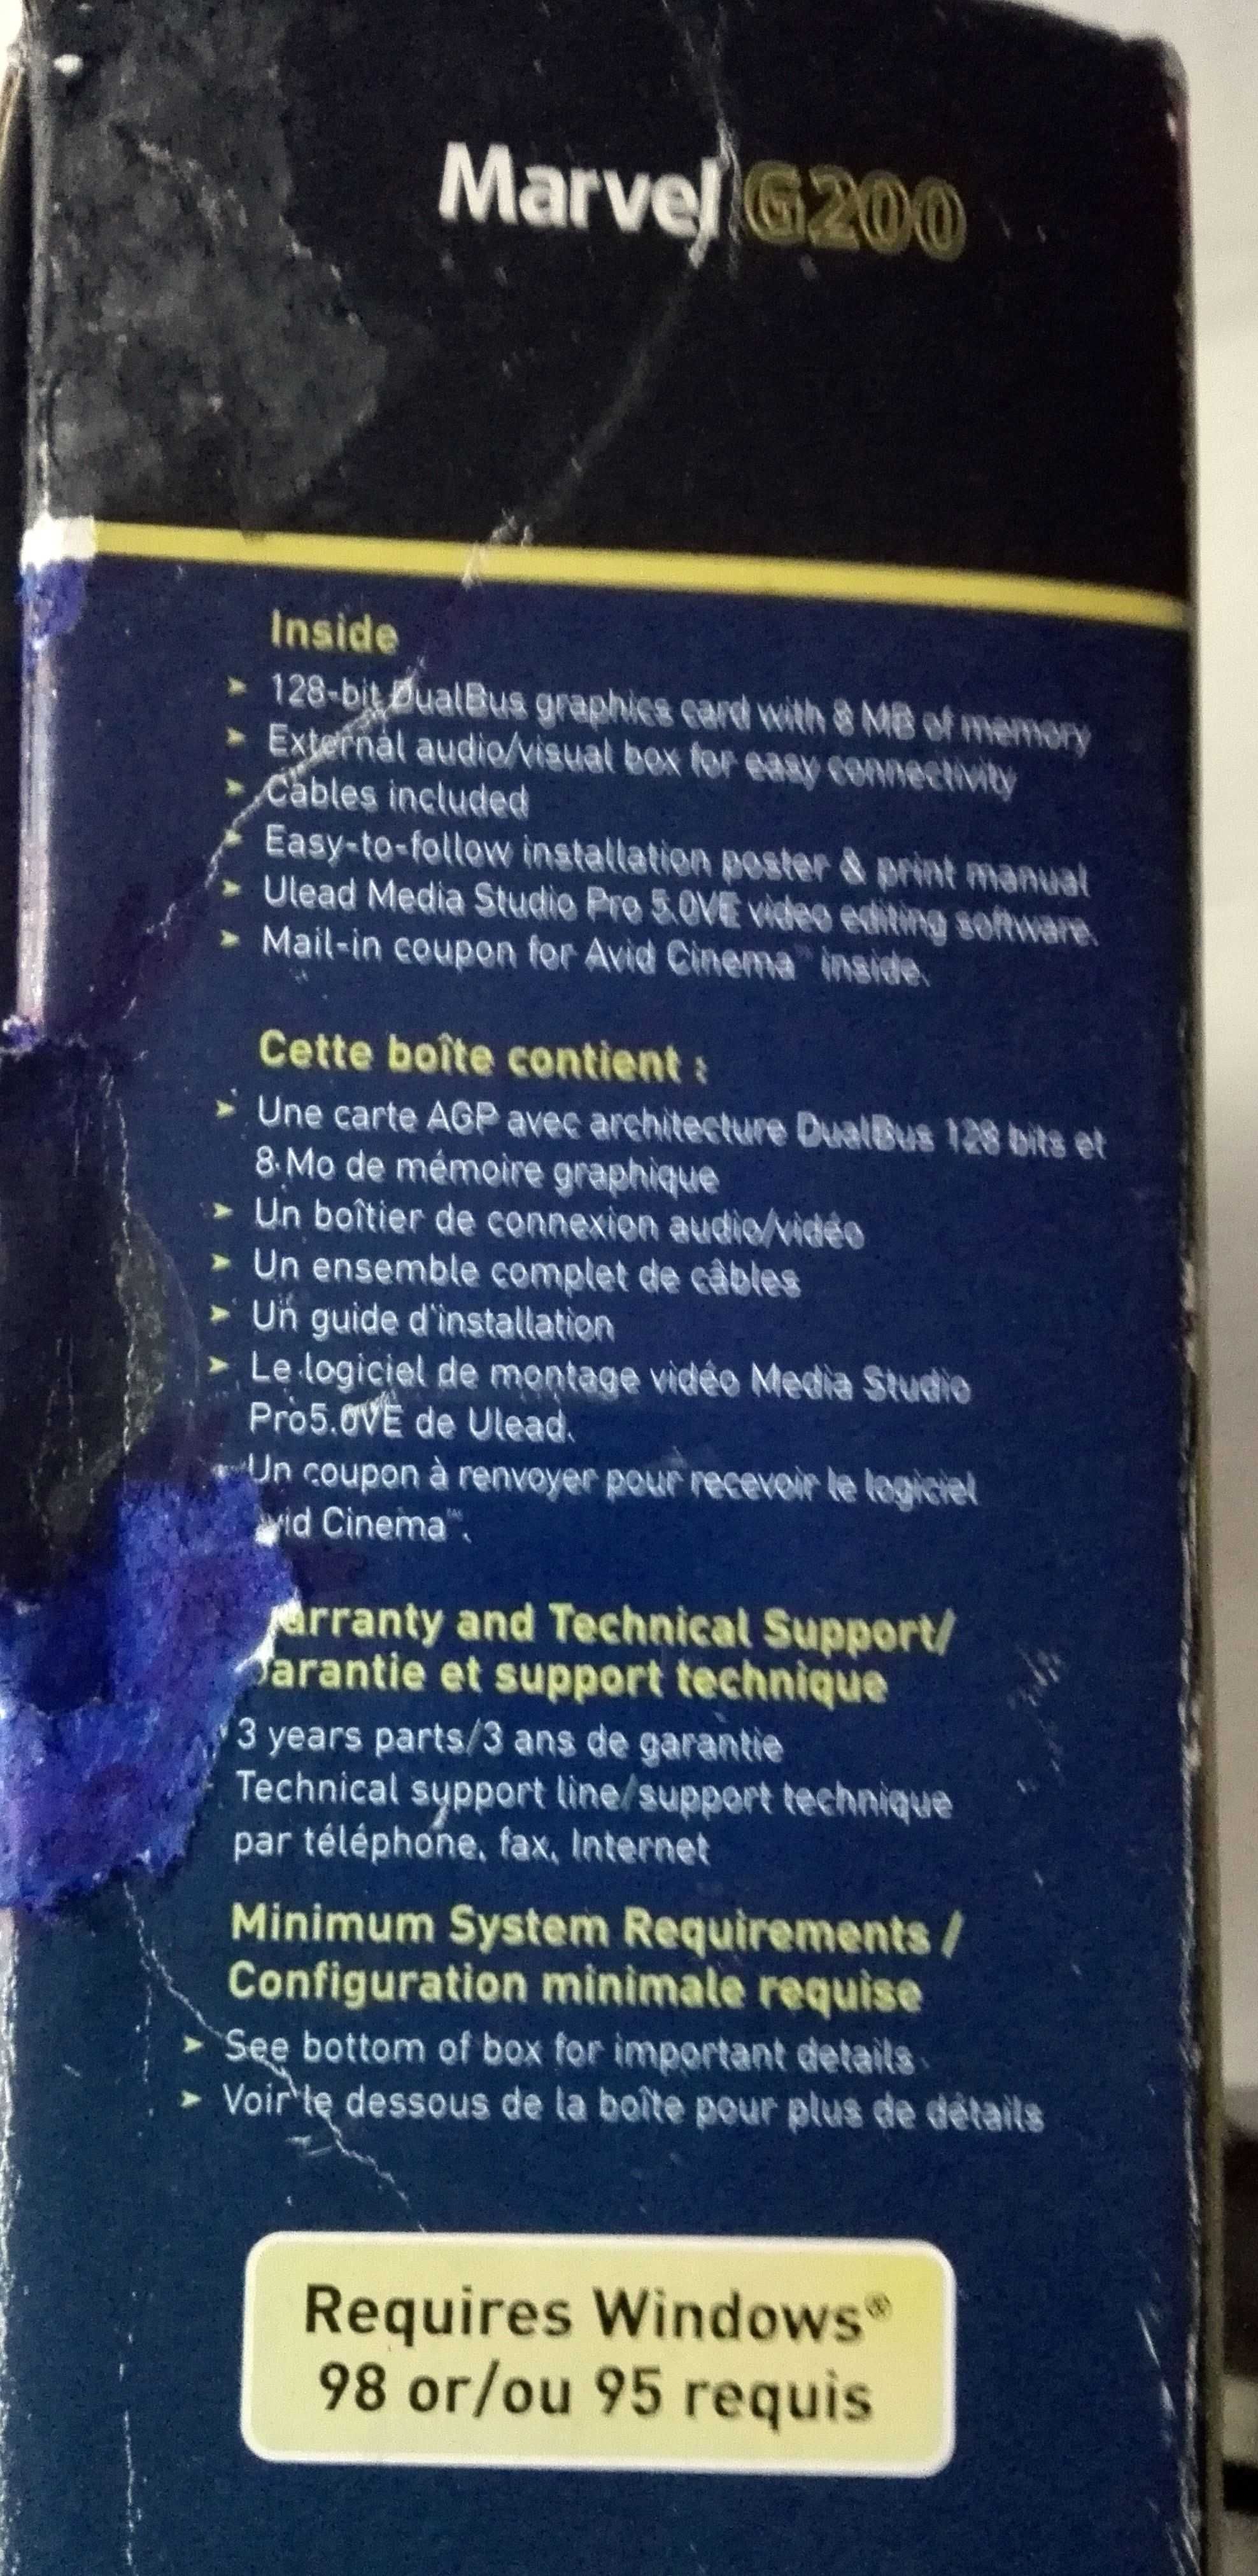 Marvel G200
Inside
128-bit DualBus graphics card with 8 MB of memory
External audio/visual box for easy connectivity
Cables included
Easy-to-follow installation poster & print manual
Ulead Media Studio Pro 5.0VE video editing software.
Mail-in coupon for Avid Cinema™ inside.
Cette boîte contient :
Une carte AGP avec architecture DualBus 128 bits et
8 Mo de mémoire graphique
Un boîtier de connexion audio/vidéo
Un ensemble complet de câbles
Un guide d'installation
Le logiciel de montage vidéo Media Studio
Pro5.0VE de Ulead.
Un coupon à renvoyer pour recevoir le logiciel
vid Cinema™.
arranty and Technical Support/
arantie et support technique
3 years parts/3 ans de garantie
Technical support line/support technique
par téléphone, fax, Internet
Minimum System Requirements /
Configuration minimale requise
See bottom of box for important details
Voir le dessous de la boîte pour plus de détails
Requires Windows®
98 or/ou 95 requis